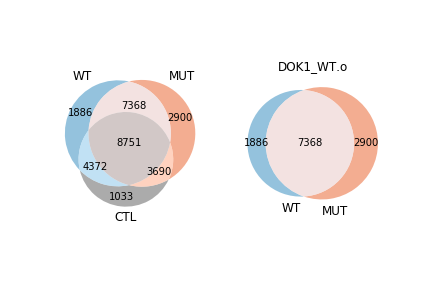 WT MUT
1886 7368 2900
8751
4372 3690
1033
CTL
DOK1_WT.o
1886 7368 2900
WT MUT